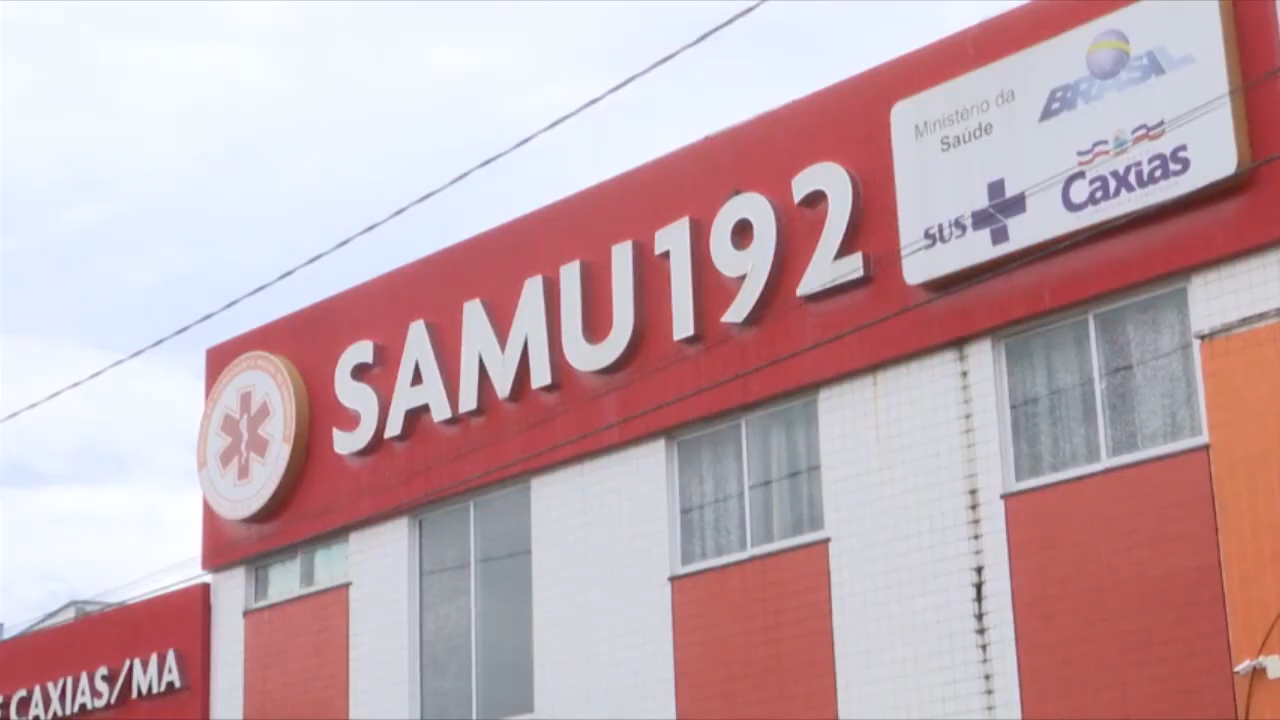 SAMU192
Ministério da
Saúde
BRASIL
SUS
Caxias
CAXIAS/MA